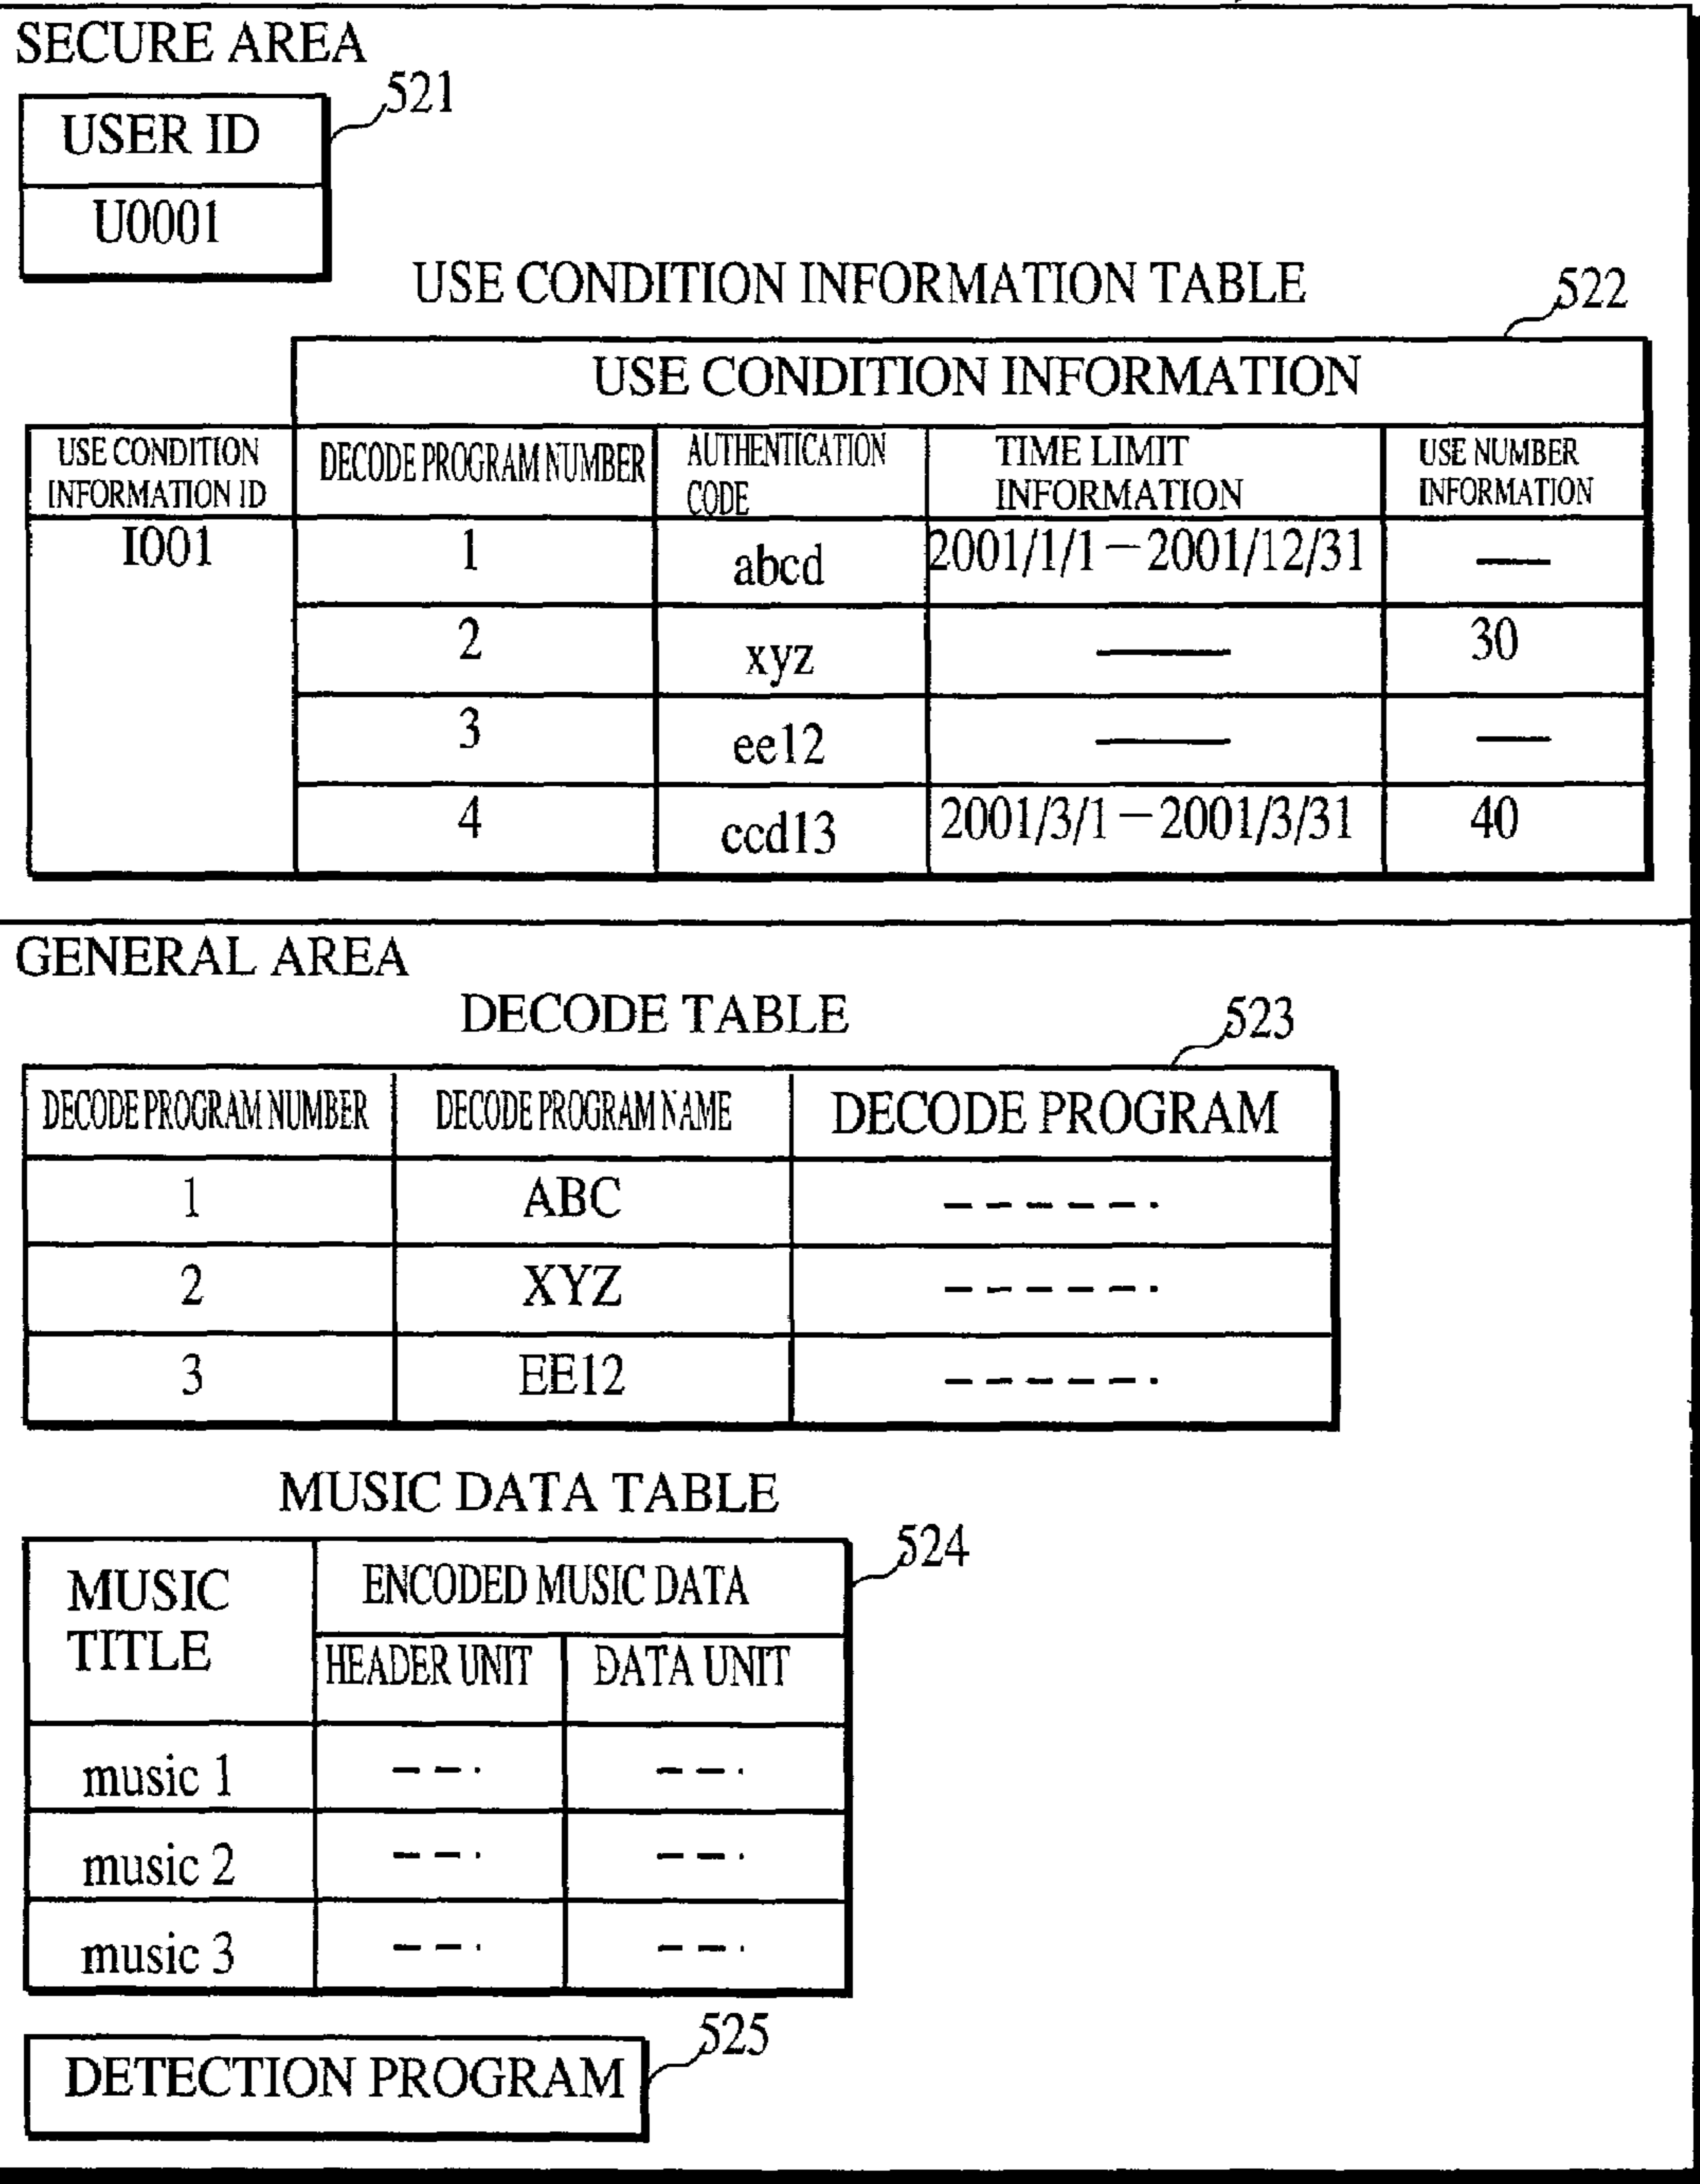 SECURE AREA
521
USER ID
U0001
USE CONDITION INFORMATION TABLE
522
USE CONDITION INFORMATION
USE CONDITION INFORMATION ID
DECODE PROGRAM NUMBER
AUTHENTICATION CODE
TIME LIMIT INFORMATION
USE NUMBER INFORMATION
I001 1 abcd 2001/1/1 — 2001/12/31 —
2 xyz — 30
3 ee12 — —
4 ccd13 2001/3/1 — 2001/3/31 40
GENERAL AREA
DECODE TABLE
523
DECODE PROGRAM NUMBER DECODE PROGRAM NAME DECODE PROGRAM
1 ABC - - - - - -
2 XYZ - - - - - -
3 EE12 - - - - - -
MUSIC DATA TABLE
524
MUSIC TITLE
ENCODED MUSIC DATA
HEADER UNIT DATA UNIT
music 1 - - - - - -
music 2 - - - - - -
music 3 - - - - - -
525
DETECTION PROGRAM